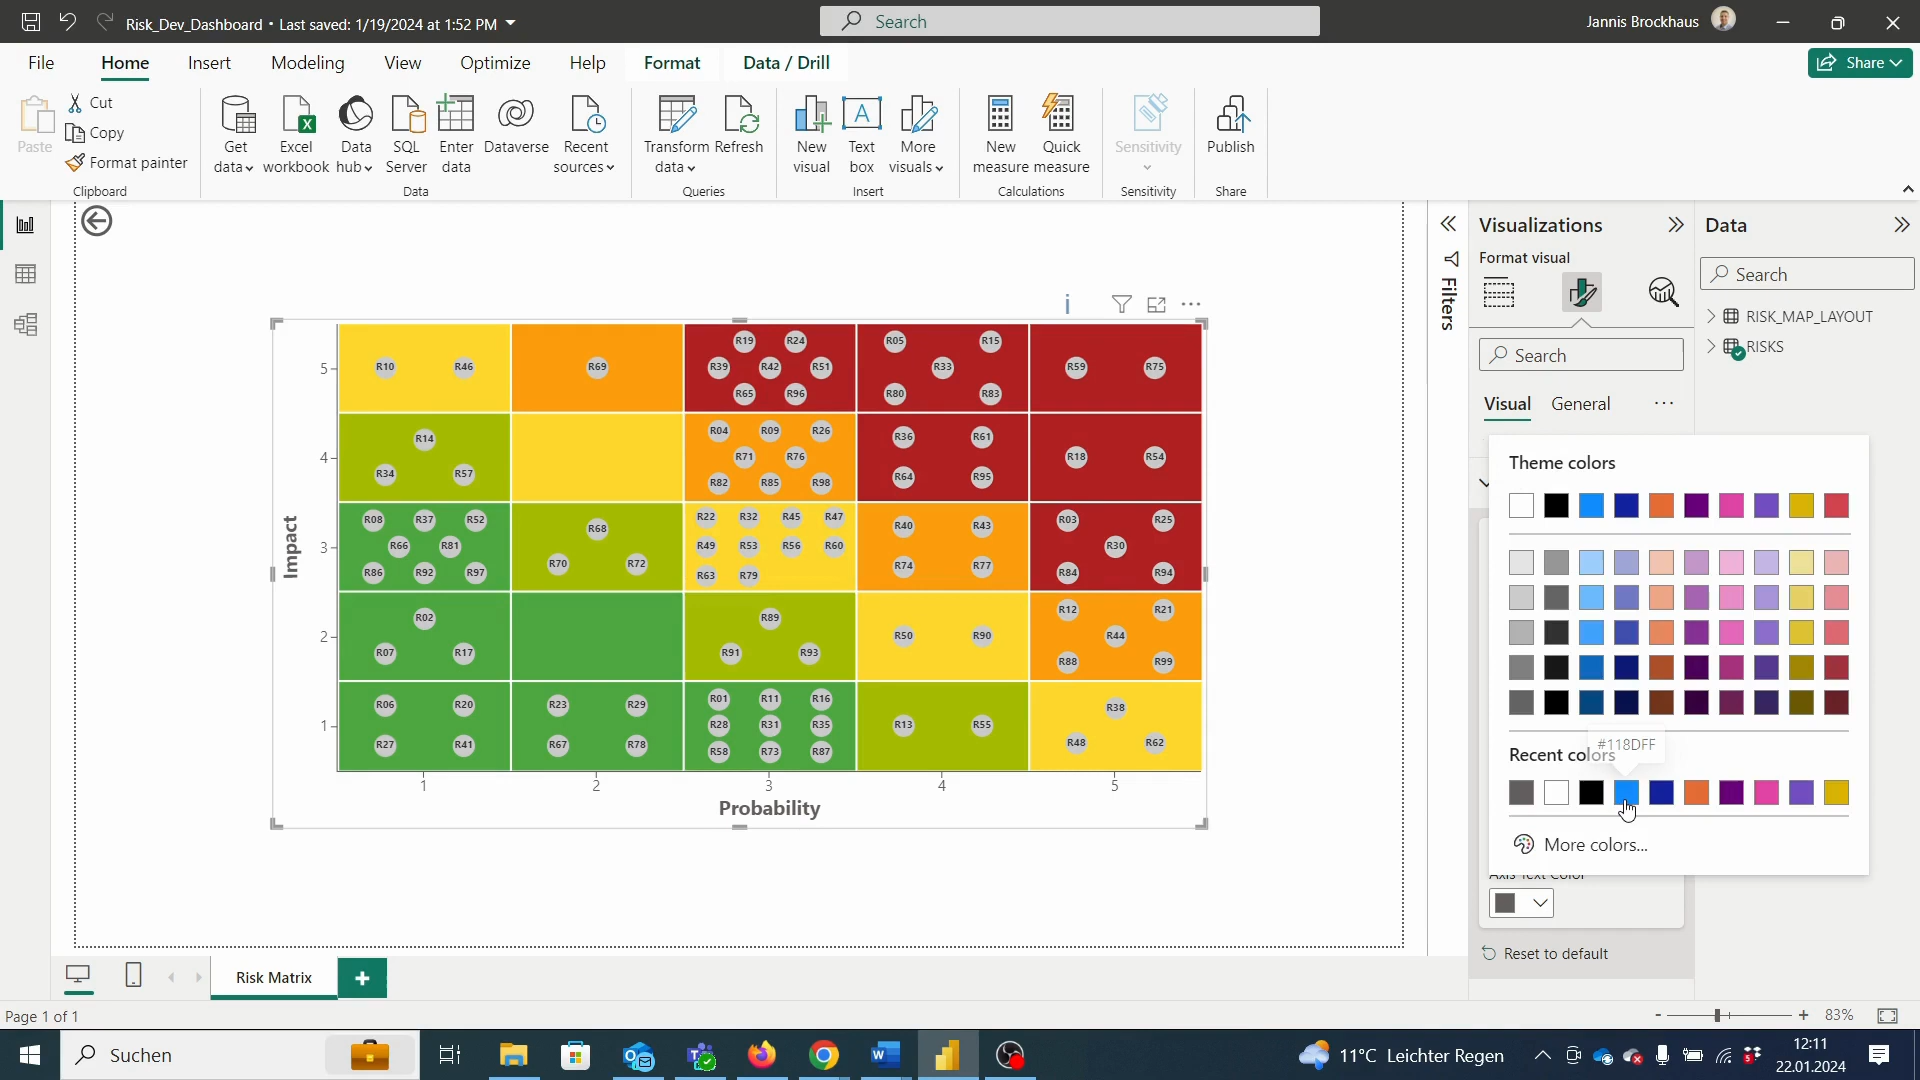 Risk_Dev_Dashboard • Last saved: 1/19/2024 at 1:52 PM
Search
Jannis Brockhaus
File
Home
Insert
Modeling
View
Optimize
Help
Format
Data / Drill
Share
Paste
Cut
Copy
Format painter
Clipboard
Get data
Excel workbook
Data hub
SQL Server
Enter data
Dataverse
Recent sources
Data
Transform data
Refresh
Queries
New visual
Text box
More visuals
Insert
New measure
Quick measure
Calculations
Sensitivity
Sensitivity
Publish
Share
Impact
5
R10 R46
R69
R19 R24
R39 R42 R51
R65 R96
R05 R15
R33
R80 R83
R59 R75
4
R14
R34 R57
R04 R09 R26
R71 R76
R82 R85 R98
R36 R61
R64 R95
R18 R54
3
R08 R37 R52
R66 R81
R86 R92 R97
R68
R70 R72
R22 R32 R45 R47
R49 R53 R56 R60
R63 R79
R40 R43
R74 R77
R03 R25
R30
R84 R94
2
R02
R07 R17
R89
R91 R93
R50 R90
R12 R21
R44
R88 R99
1
R06 R20
R27 R41
R23 R29
R67 R78
R01 R11 R16
R28 R31 R35
R58 R73 R87
R13 R55
R38
R48 R62
1 2 3 4 5
Probability
Filters
Visualizations
Format visual
Search
Visual
General
Data
Search
RISK_MAP_LAYOUT
RISKS
Theme colors
#118DFF
Recent colors
More colors...
Axis Text Color
Reset to default
Risk Matrix
Page 1 of 1
- + 83%
Suchen
11°C Leichter Regen
12:11
22.01.2024